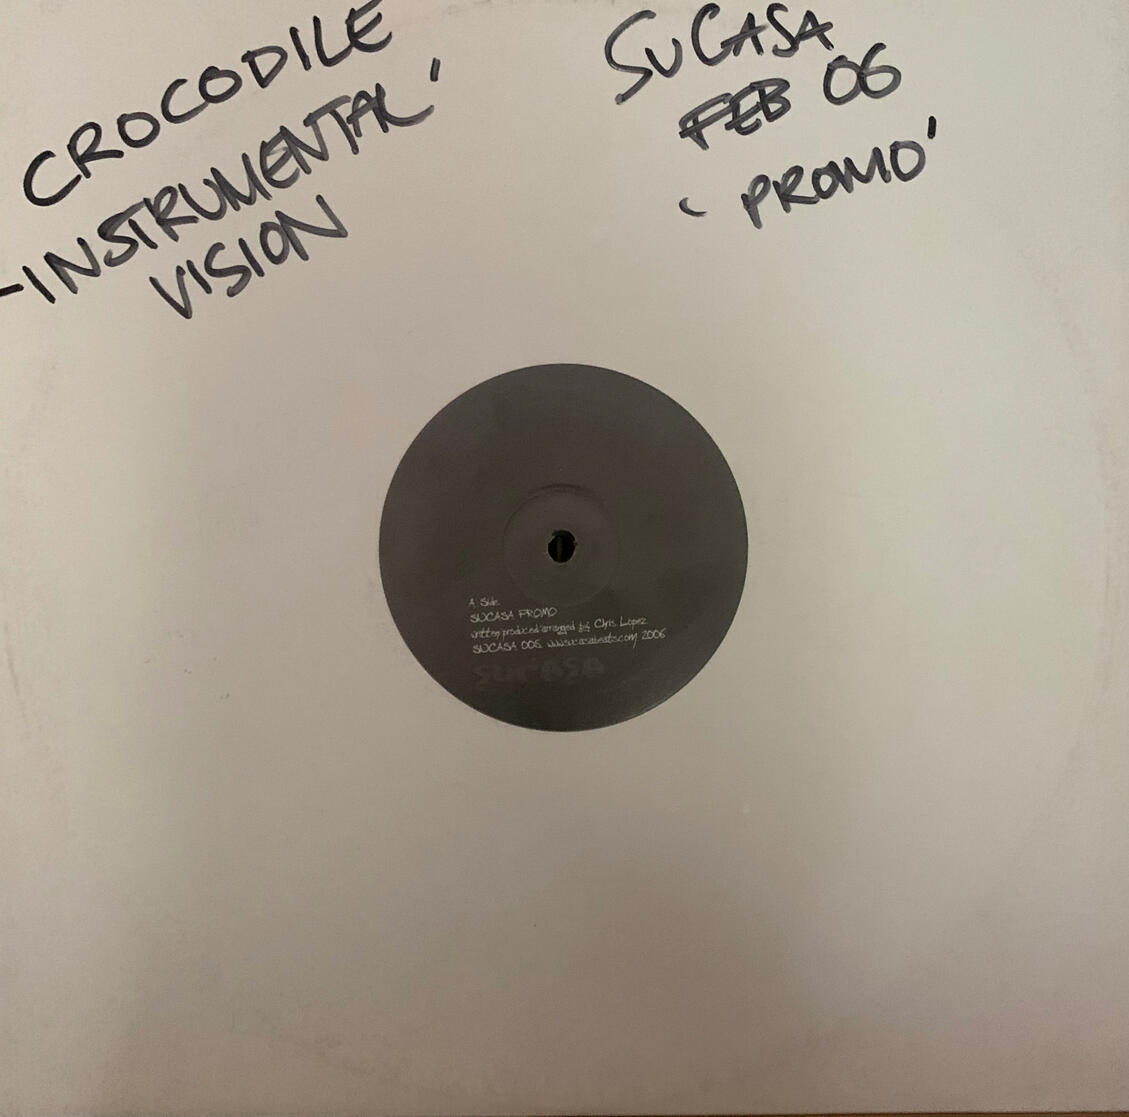 CROCODILE
-INSTRUMENTAL'
VISION
SUCASA
FEB 06
'PROMO'
A Side
SUCASA PROMO
written produced arranged by Chris Lopez
SUCASA 006 www.sucasabeats.com 2006
SUCASA